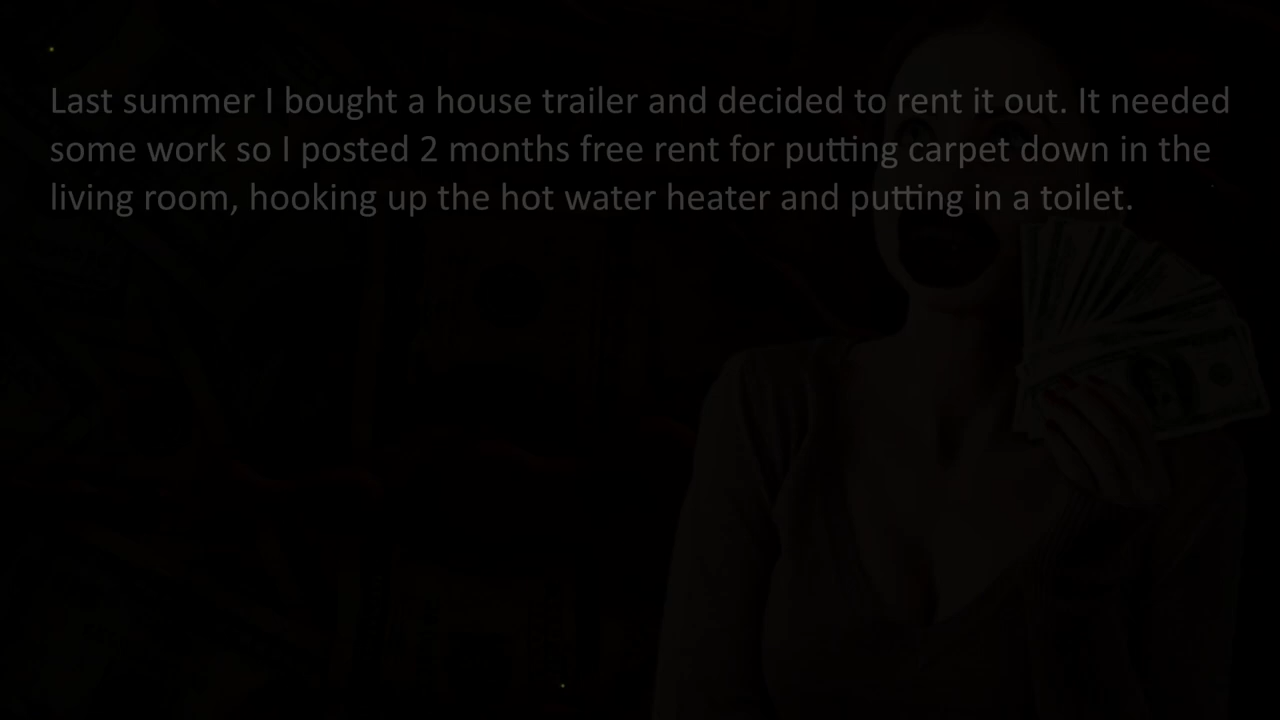 Last summer I bought a house trailer and decided to rent it out. It needed
some work so I posted 2 months free rent for putting carpet down in the
living room, hooking up the hot water heater and putting in a toilet.